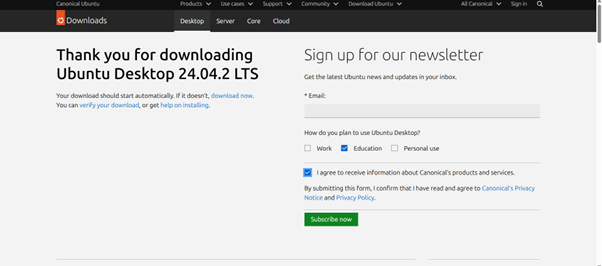 Canonical Ubuntu
Products
Use cases
Support
Community
Download Ubuntu
All Canonical
Sign in
Downloads
Desktop
Server
Core
Cloud
Thank you for downloading
Ubuntu Desktop 24.04.2 LTS
Your download should start automatically. If it doesn't, download now.
You can verify your download, or get help on installing.
Sign up for our newsletter
Get the latest Ubuntu news and updates in your inbox.
* Email:
How do you plan to use Ubuntu Desktop?
Work
Education
Personal use
I agree to receive information about Canonical's products and services.
By submitting this form, I confirm that I have read and agree to Canonical's Privacy
Notice and Privacy Policy.
Subscribe now